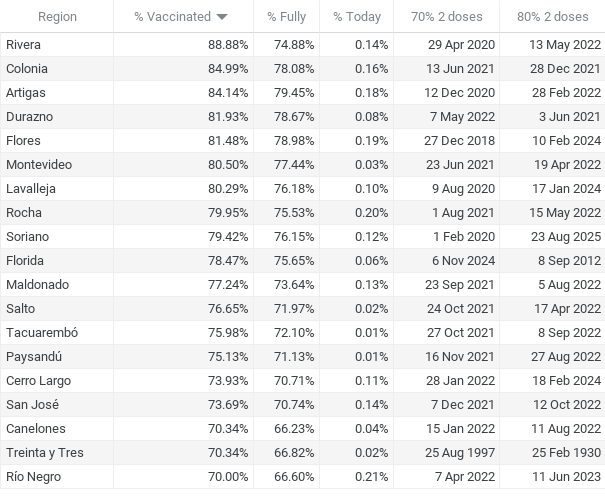 Region % Vaccinated % Fully % Today 70% 2 doses 80% 2 doses
Rivera 88.88% 74.88% 0.14% 29 Apr 2020 13 May 2022
Colonia 84.99% 78.08% 0.16% 13 Jun 2021 28 Dec 2021
Artigas 84.14% 79.45% 0.18% 12 Dec 2020 28 Feb 2022
Durazno 81.93% 78.67% 0.08% 7 May 2022 3 Jun 2021
Flores 81.48% 78.98% 0.19% 27 Dec 2018 10 Feb 2024
Montevideo 80.50% 77.44% 0.03% 23 Jun 2021 19 Apr 2022
Lavalleja 80.29% 76.18% 0.10% 9 Aug 2020 17 Jan 2024
Rocha 79.95% 75.53% 0.20% 1 Aug 2021 15 May 2022
Soriano 79.42% 76.15% 0.12% 1 Feb 2020 23 Aug 2025
Florida 78.47% 75.65% 0.06% 6 Nov 2024 8 Sep 2012
Maldonado 77.24% 73.64% 0.13% 23 Sep 2021 5 Aug 2022
Salto 76.65% 71.97% 0.02% 24 Oct 2021 17 Apr 2022
Tacuarembó 75.98% 72.10% 0.01% 27 Oct 2021 8 Sep 2022
Paysandú 75.13% 71.13% 0.01% 16 Nov 2021 27 Aug 2022
Cerro Largo 73.93% 70.71% 0.11% 28 Jan 2022 18 Feb 2024
San José 73.69% 70.74% 0.14% 7 Dec 2021 12 Oct 2022
Canelones 70.34% 66.23% 0.04% 15 Jan 2022 11 Aug 2022
Treinta y Tres 70.34% 66.82% 0.02% 25 Aug 1997 25 Feb 1930
Río Negro 70.00% 66.60% 0.21% 7 Apr 2022 11 Jun 2023